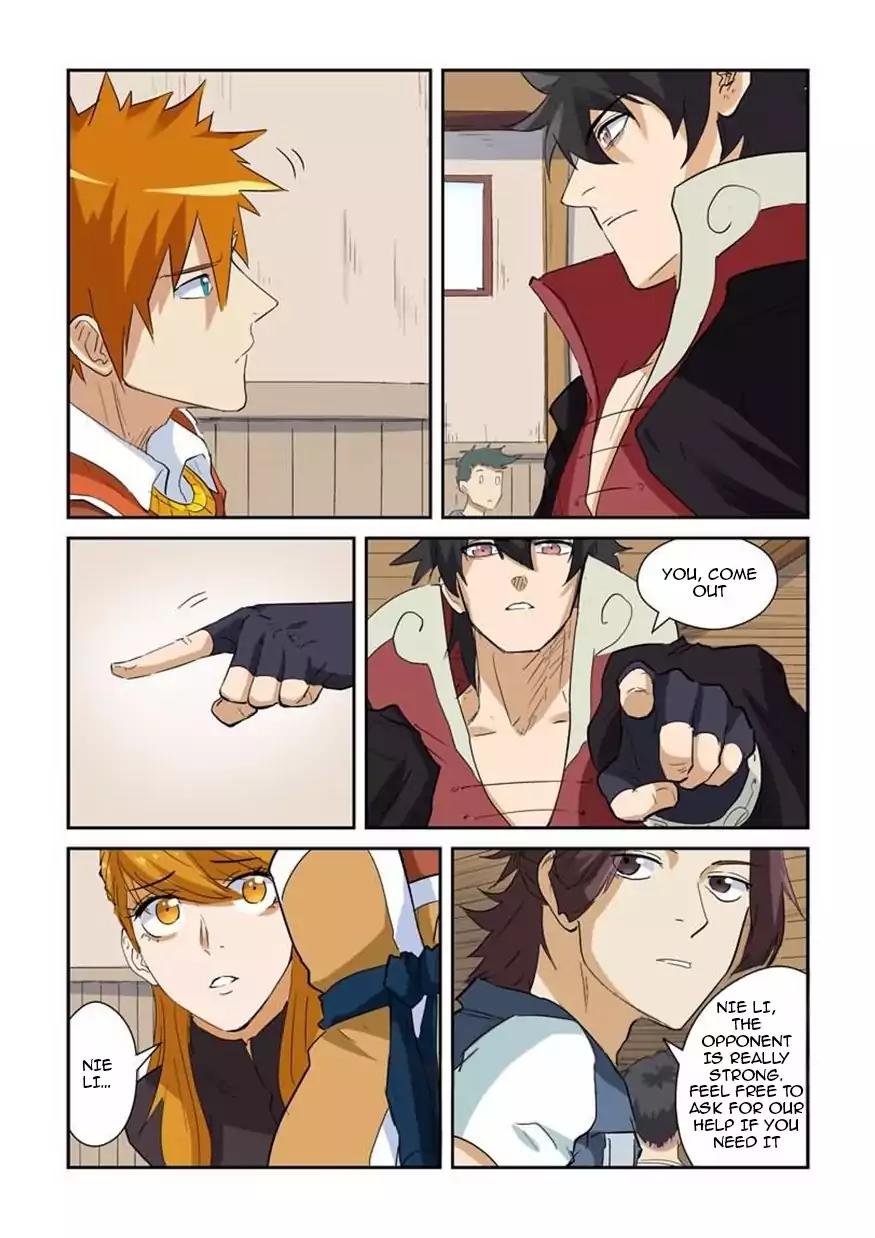 YOU, COME
OUT
NIE
LI...
NIE LI,
THE
OPPONENT
IS REALLY
STRONG.
FEEL FREE TO
ASK FOR OUR
HELP IF YOU
NEED IT